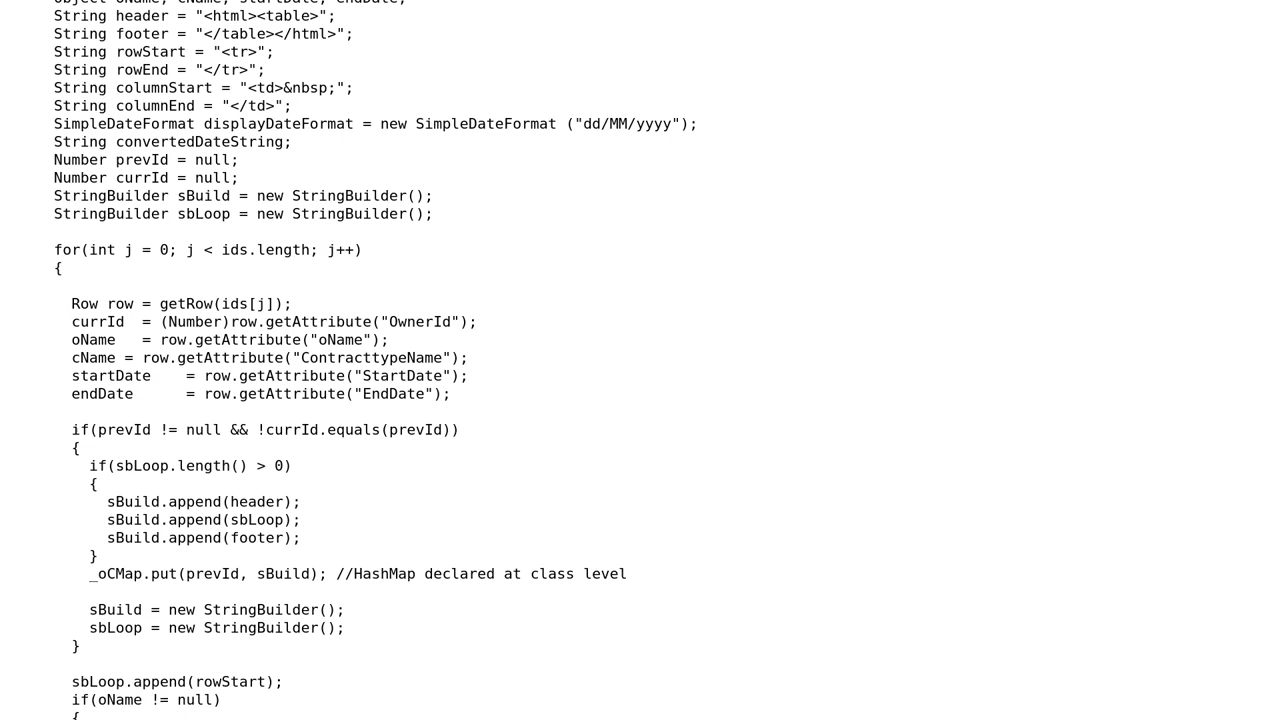 Object oName, cName, startDate, endDate;
String header = "<html><table>";
String footer = "</table></html>";
String rowStart = "<tr>";
String rowEnd = "</tr>";
String columnStart = "<td>&nbsp;";
String columnEnd = "</td>";
SimpleDateFormat displayDateFormat = new SimpleDateFormat ("dd/MM/yyyy");
String convertedDateString;
Number prevId = null;
Number currId = null;
StringBuilder sBuild = new StringBuilder();
StringBuilder sbLoop = new StringBuilder();
for(int j = 0; j < ids.length; j++)
{
Row row = getRow(ids[j]);
currId  = (Number)row.getAttribute("OwnerId");
oName   = row.getAttribute("oName");
cName = row.getAttribute("ContracttypeName");
startDate    = row.getAttribute("StartDate");
endDate      = row.getAttribute("EndDate");
if(prevId != null && !currId.equals(prevId))
{
if(sbLoop.length() > 0)
{
sBuild.append(header);
sBuild.append(sbLoop);
sBuild.append(footer);
}
_oCMap.put(prevId, sBuild); //HashMap declared at class level
sBuild = new StringBuilder();
sbLoop = new StringBuilder();
}
sbLoop.append(rowStart);
if(oName != null)
{